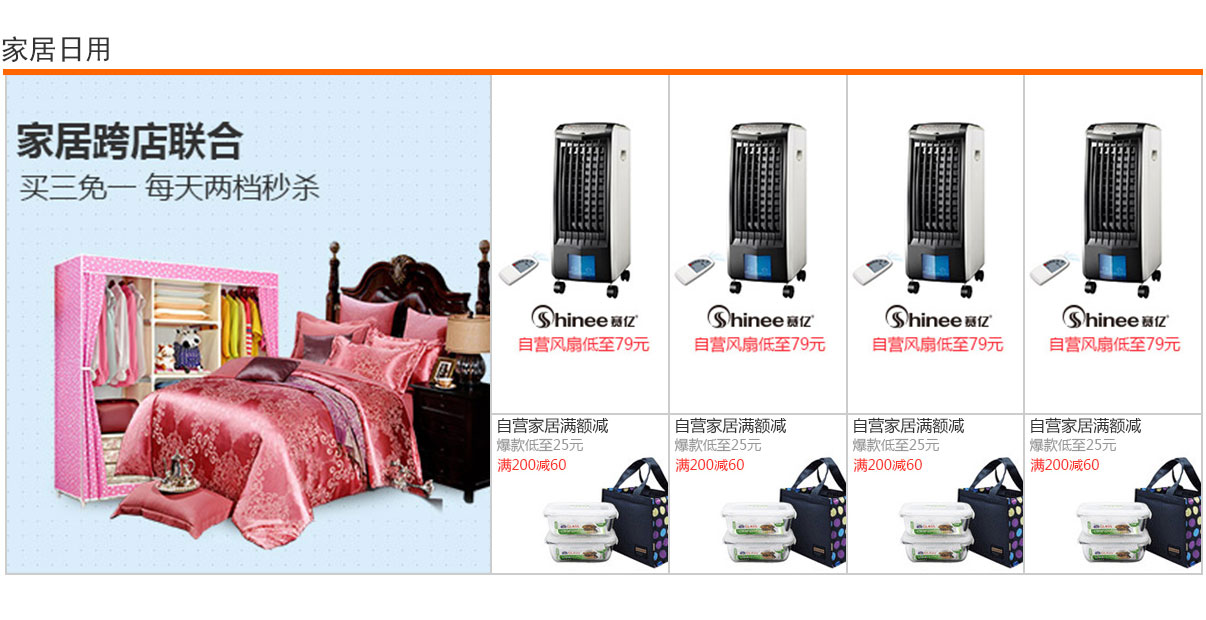 家居日用
家居跨店联合
买三免一 每天两档秒杀
Shinee 赛亿
自营风扇低至79元
Shinee 赛亿
自营风扇低至79元
Shinee 赛亿
自营风扇低至79元
Shinee 赛亿
自营风扇低至79元
自营家居满额减
爆款低至25元
满200减60
自营家居满额减
爆款低至25元
满200减60
自营家居满额减
爆款低至25元
满200减60
自营家居满额减
爆款低至25元
满200减60